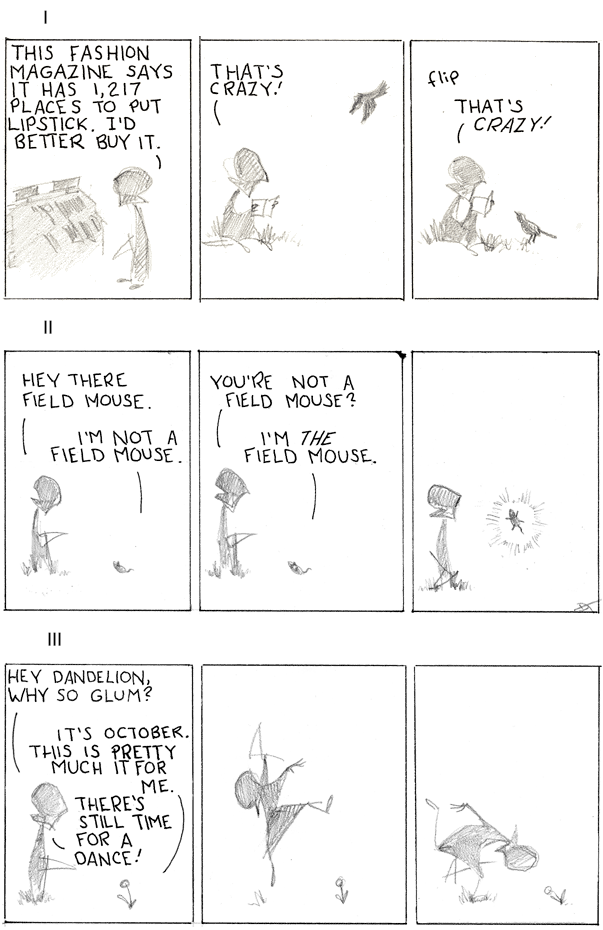 I
THIS FASHION
MAGAZINE SAYS
IT HAS 1,217
PLACES TO PUT
LIPSTICK. I'D
BETTER BUY IT.
THAT'S
CRAZY!
flip
THAT'S
CRAZY!
II
HEY THERE
FIELD MOUSE.
I'M NOT A
FIELD MOUSE.
YOU'RE NOT A
FIELD MOUSE?
I'M THE
FIELD MOUSE.
III
HEY DANDELION,
WHY SO GLUM?
IT'S OCTOBER.
THIS IS PRETTY
MUCH IT FOR
ME.
THERE'S
STILL TIME
FOR A
DANCE!